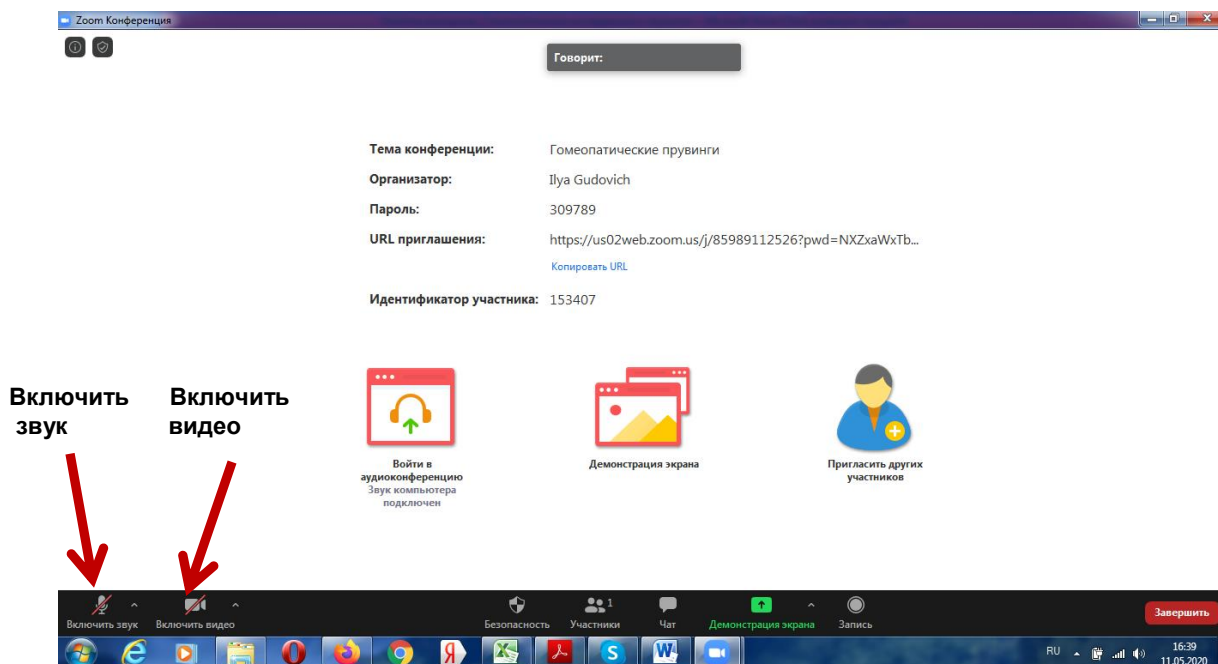 Zoom Конференция
Говорит:
Тема конференции: Гомеопатические прувинги
Организатор: Ilya Gudovich
Пароль: 309789
URL приглашения: https://us02web.zoom.us/j/85989112526?pwd=NXZxaWxTb...
Копировать URL
Идентификатор участника: 153407
Включить звук
Включить видео
Войти в
аудиоконференцию
Звук компьютера
подключен
Демонстрация экрана
Пригласить других
участников
Включить звук
Включить видео
Безопасность
Участники 1
Чат
Демонстрация экрана
Запись
Завершить
RU
16:39
11.05.2020